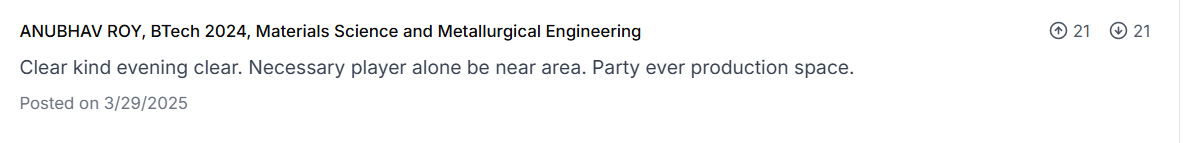 ANUBHAV ROY, BTech 2024, Materials Science and Metallurgical Engineering 21 21
Clear kind evening clear. Necessary player alone be near area. Party ever production space.
Posted on 3/29/2025